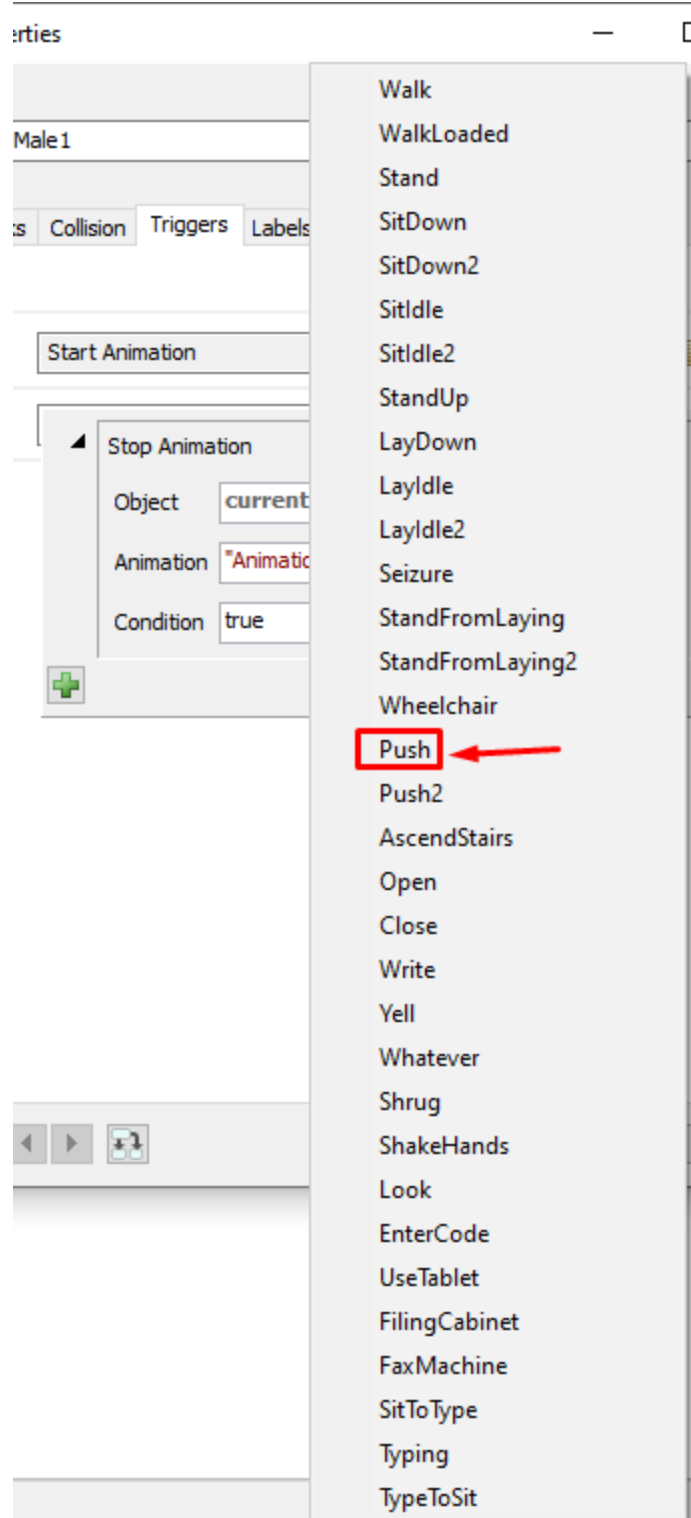 erties
Male1
Collision Triggers Labels
Start Animation
Stop Animation
Object current
Animation "Animatio
Condition true
Walk
WalkLoaded
Stand
SitDown
SitDown2
SitIdle
SitIdle2
StandUp
LayDown
LayIdle
LayIdle2
Seizure
StandFromLaying
StandFromLaying2
Wheelchair
Push
Push2
AscendStairs
Open
Close
Write
Yell
Whatever
Shrug
ShakeHands
Look
EnterCode
UseTablet
FilingCabinet
FaxMachine
SitToType
Typing
TypeToSit